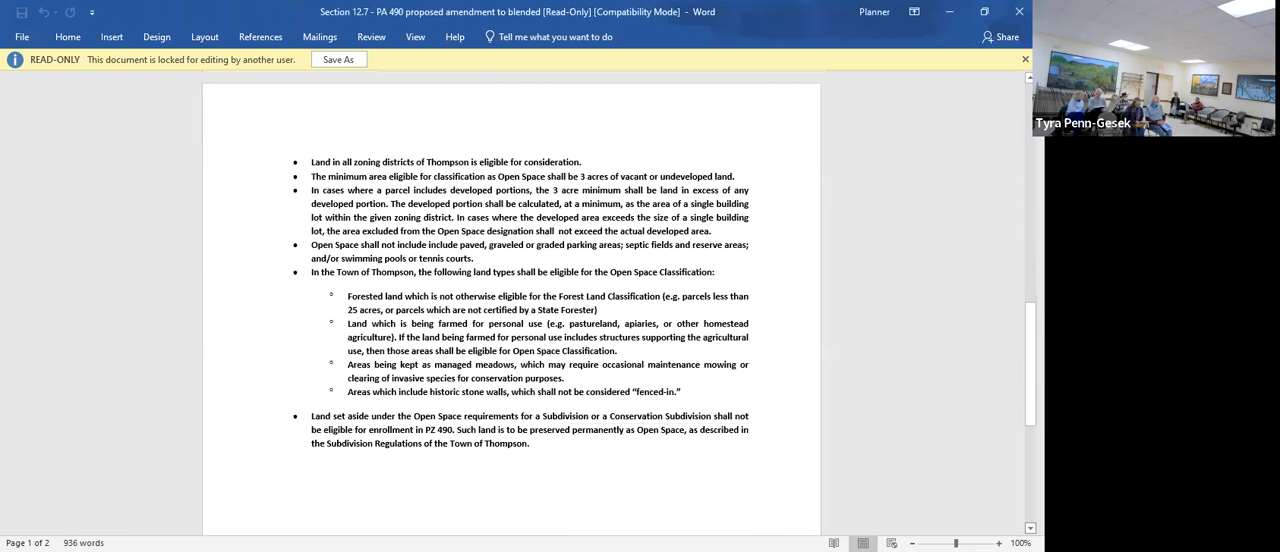 Section 12.7 - PA 490 proposed amendment to blended [Read-Only] [Compatibility Mode] - Word
Planner
File Home Insert Design Layout References Mailings Review View Help Tell me what you want to do Share
READ-ONLY This document is locked for editing by another user. Save As
Tyra Penn-Gesek
• Land in all zoning districts of Thompson is eligible for consideration.
• The minimum area eligible for classification as Open Space shall be 3 acres of vacant or undeveloped land.
• In cases where a parcel includes developed portions, the 3 acre minimum shall be land in excess of any
developed portion. The developed portion shall be calculated, at a minimum, as the area of a single building
lot within the given zoning district. In cases where the developed area exceeds the size of a single building
lot, the area excluded from the Open Space designation shall not exceed the actual developed area.
• Open Space shall not include include paved, graveled or graded parking areas; septic fields and reserve areas;
and/or swimming pools or tennis courts.
• In the Town of Thompson, the following land types shall be eligible for the Open Space Classification:
○ Forested land which is not otherwise eligible for the Forest Land Classification (e.g. parcels less than
25 acres, or parcels which are not certified by a State Forester)
○ Land which is being farmed for personal use (e.g. pastureland, apiaries, or other homestead
agriculture). If the land being farmed for personal use includes structures supporting the agricultural
use, then those areas shall be eligible for Open Space Classification.
○ Areas being kept as managed meadows, which may require occasional maintenance mowing or
clearing of invasive species for conservation purposes.
○ Areas which include historic stone walls, which shall not be considered “fenced-in.”
• Land set aside under the Open Space requirements for a Subdivision or a Conservation Subdivision shall not
be eligible for enrollment in PZ 490. Such land is to be preserved permanently as Open Space, as described in
the Subdivision Regulations of the Town of Thompson.
Page 1 of 2 936 words 100%